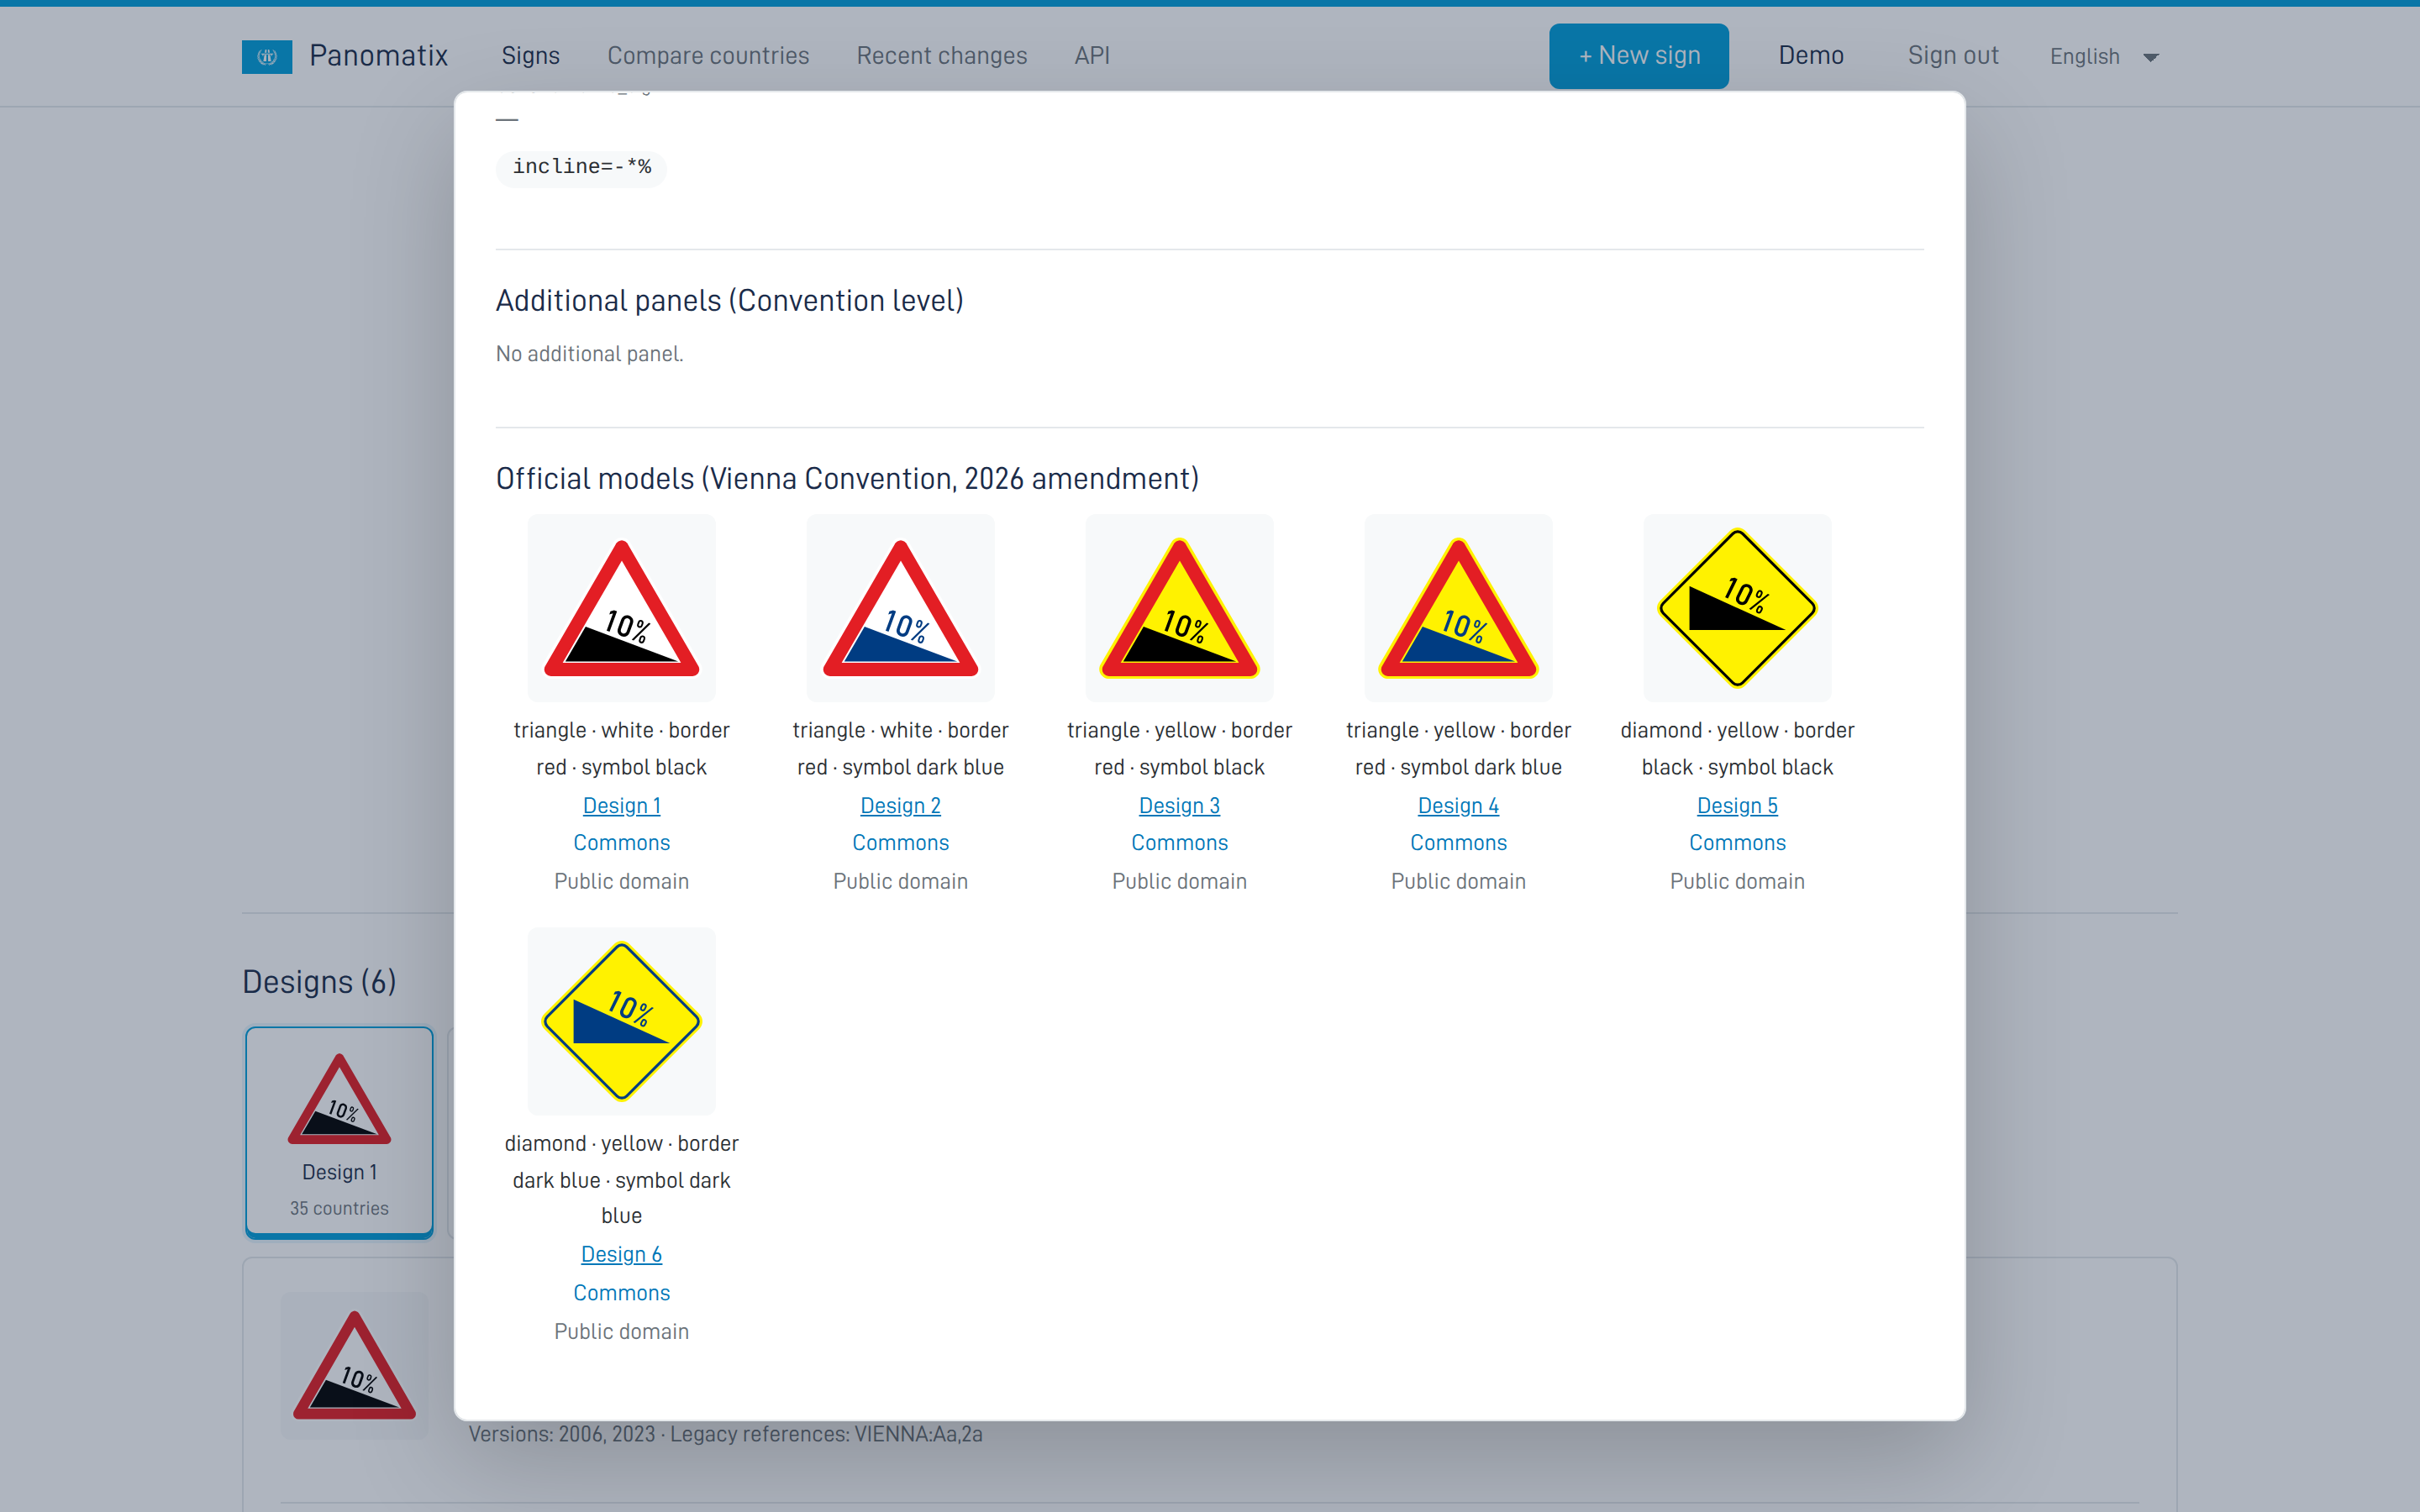 Panomatix
Signs
Compare countries
Recent changes
API
+ New sign
Demo
Sign out
English
—
incline=-*%
Additional panels (Convention level)
No additional panel.
Official models (Vienna Convention, 2026 amendment)
10%
10%
10%
10%
10%
triangle · white · border
red · symbol black
Design 1
Commons
Public domain
triangle · white · border
red · symbol dark blue
Design 2
Commons
Public domain
triangle · yellow · border
red · symbol black
Design 3
Commons
Public domain
triangle · yellow · border
red · symbol dark blue
Design 4
Commons
Public domain
diamond · yellow · border
black · symbol black
Design 5
Commons
Public domain
10%
diamond · yellow · border
dark blue · symbol dark
blue
Design 6
Commons
Public domain
Designs (6)
10%
Design 1
35 countries
10%
Versions: 2006, 2023 · Legacy references: VIENNA:Aa,2a